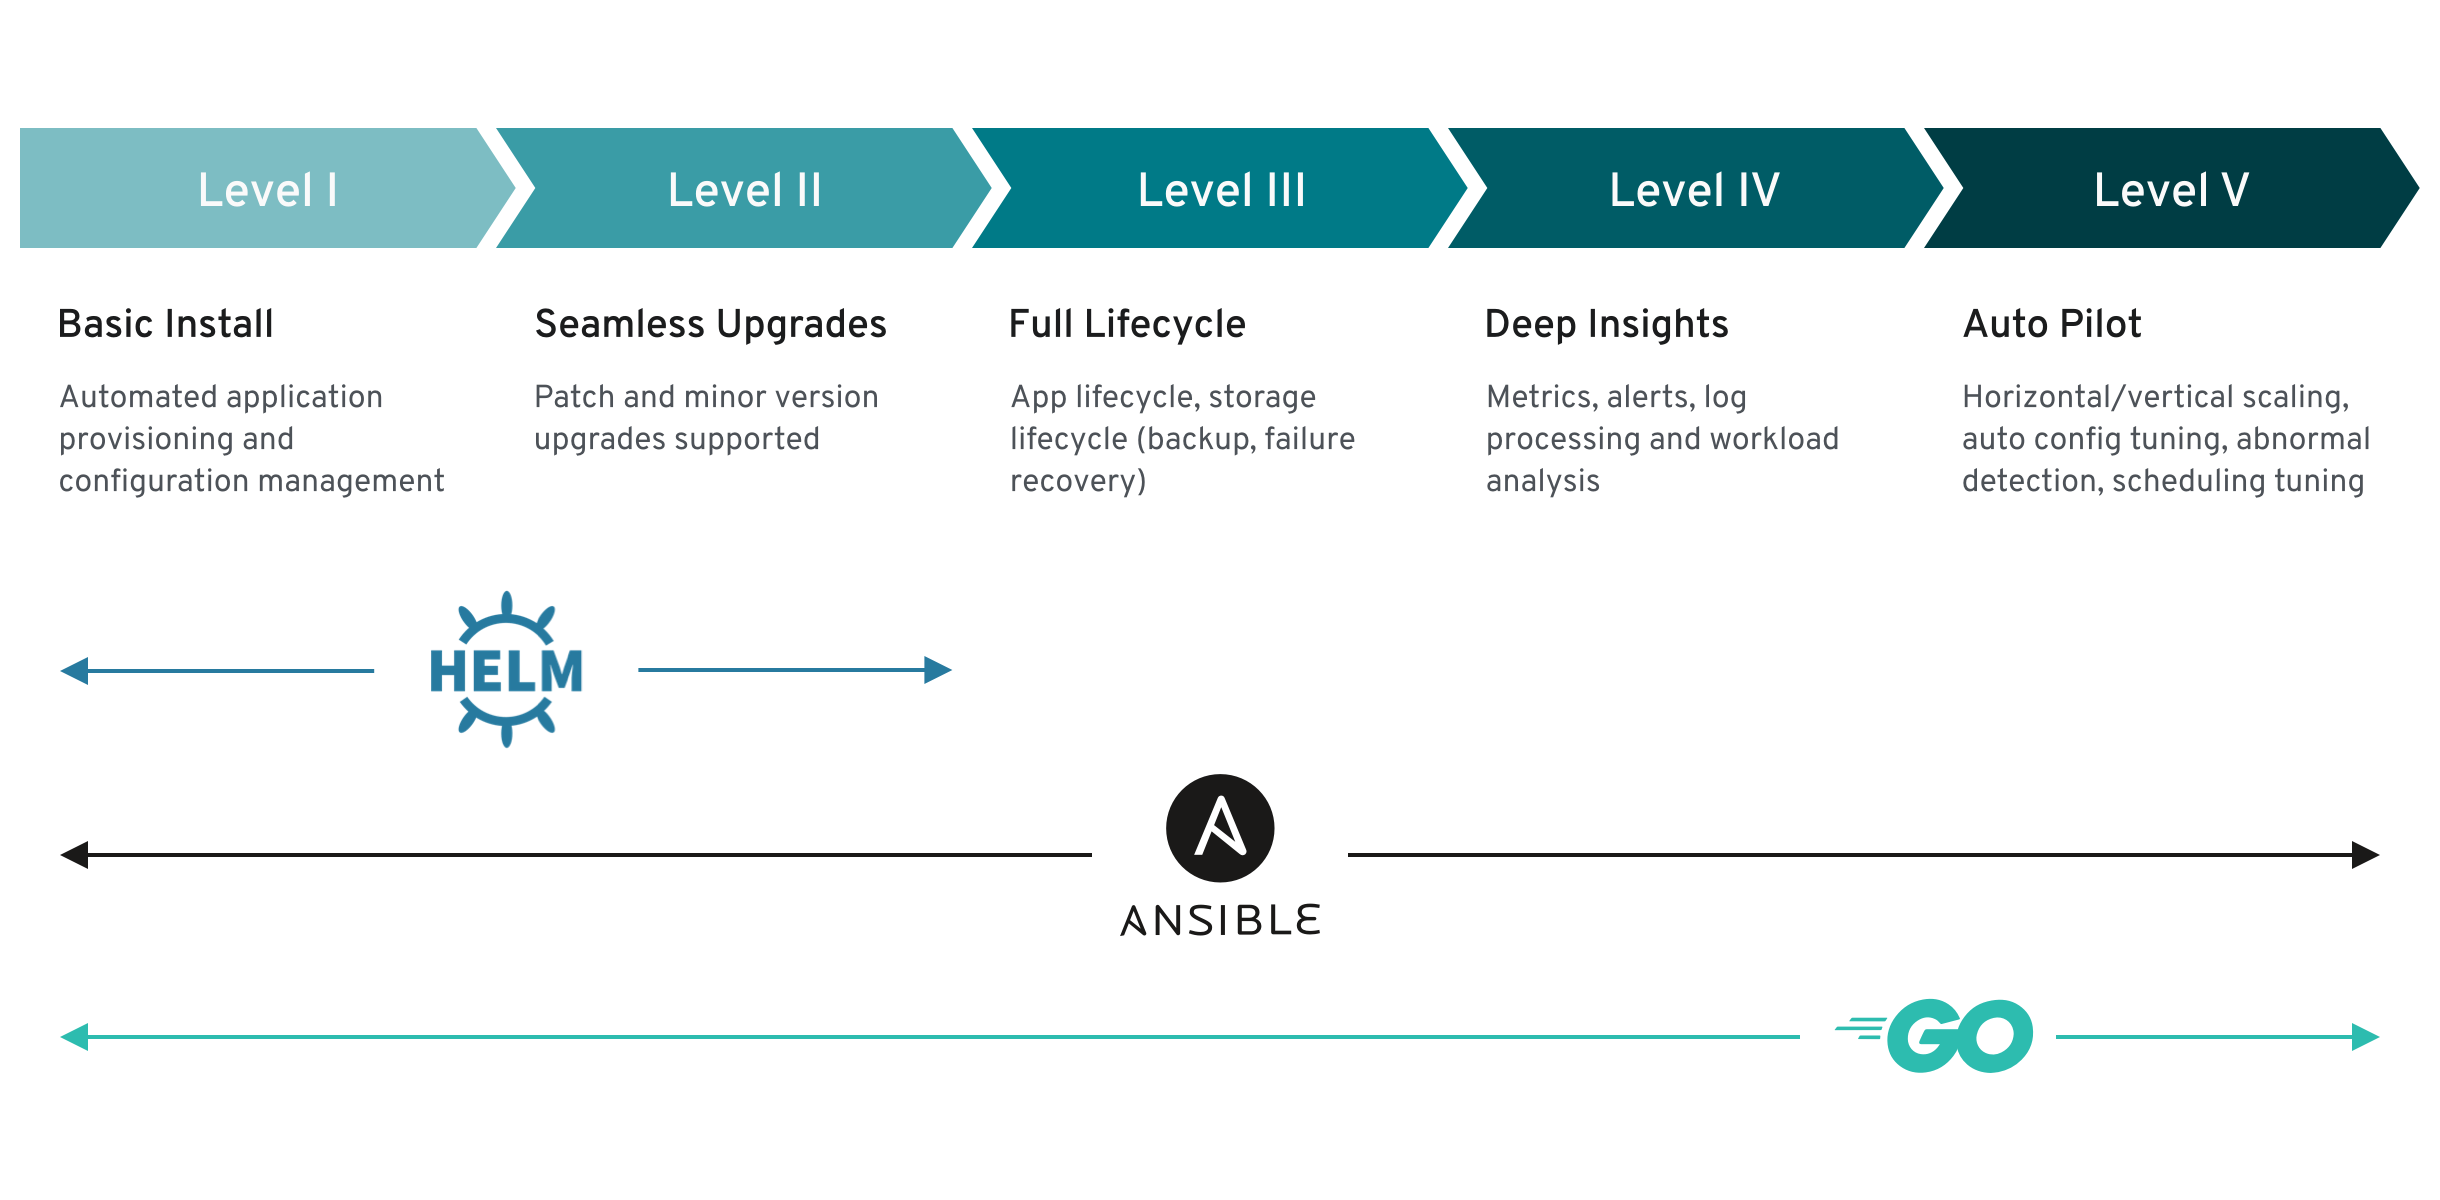 Level I
Level II
Level III
Level IV
Level V
Basic Install
Automated application
provisioning and
configuration management
Seamless Upgrades
Patch and minor version
upgrades supported
Full Lifecycle
App lifecycle, storage
lifecycle (backup, failure
recovery)
Deep Insights
Metrics, alerts, log
processing and workload
analysis
Auto Pilot
Horizontal/vertical scaling,
auto config tuning, abnormal
detection, scheduling tuning
HELM
A
ANSIBLE
GO